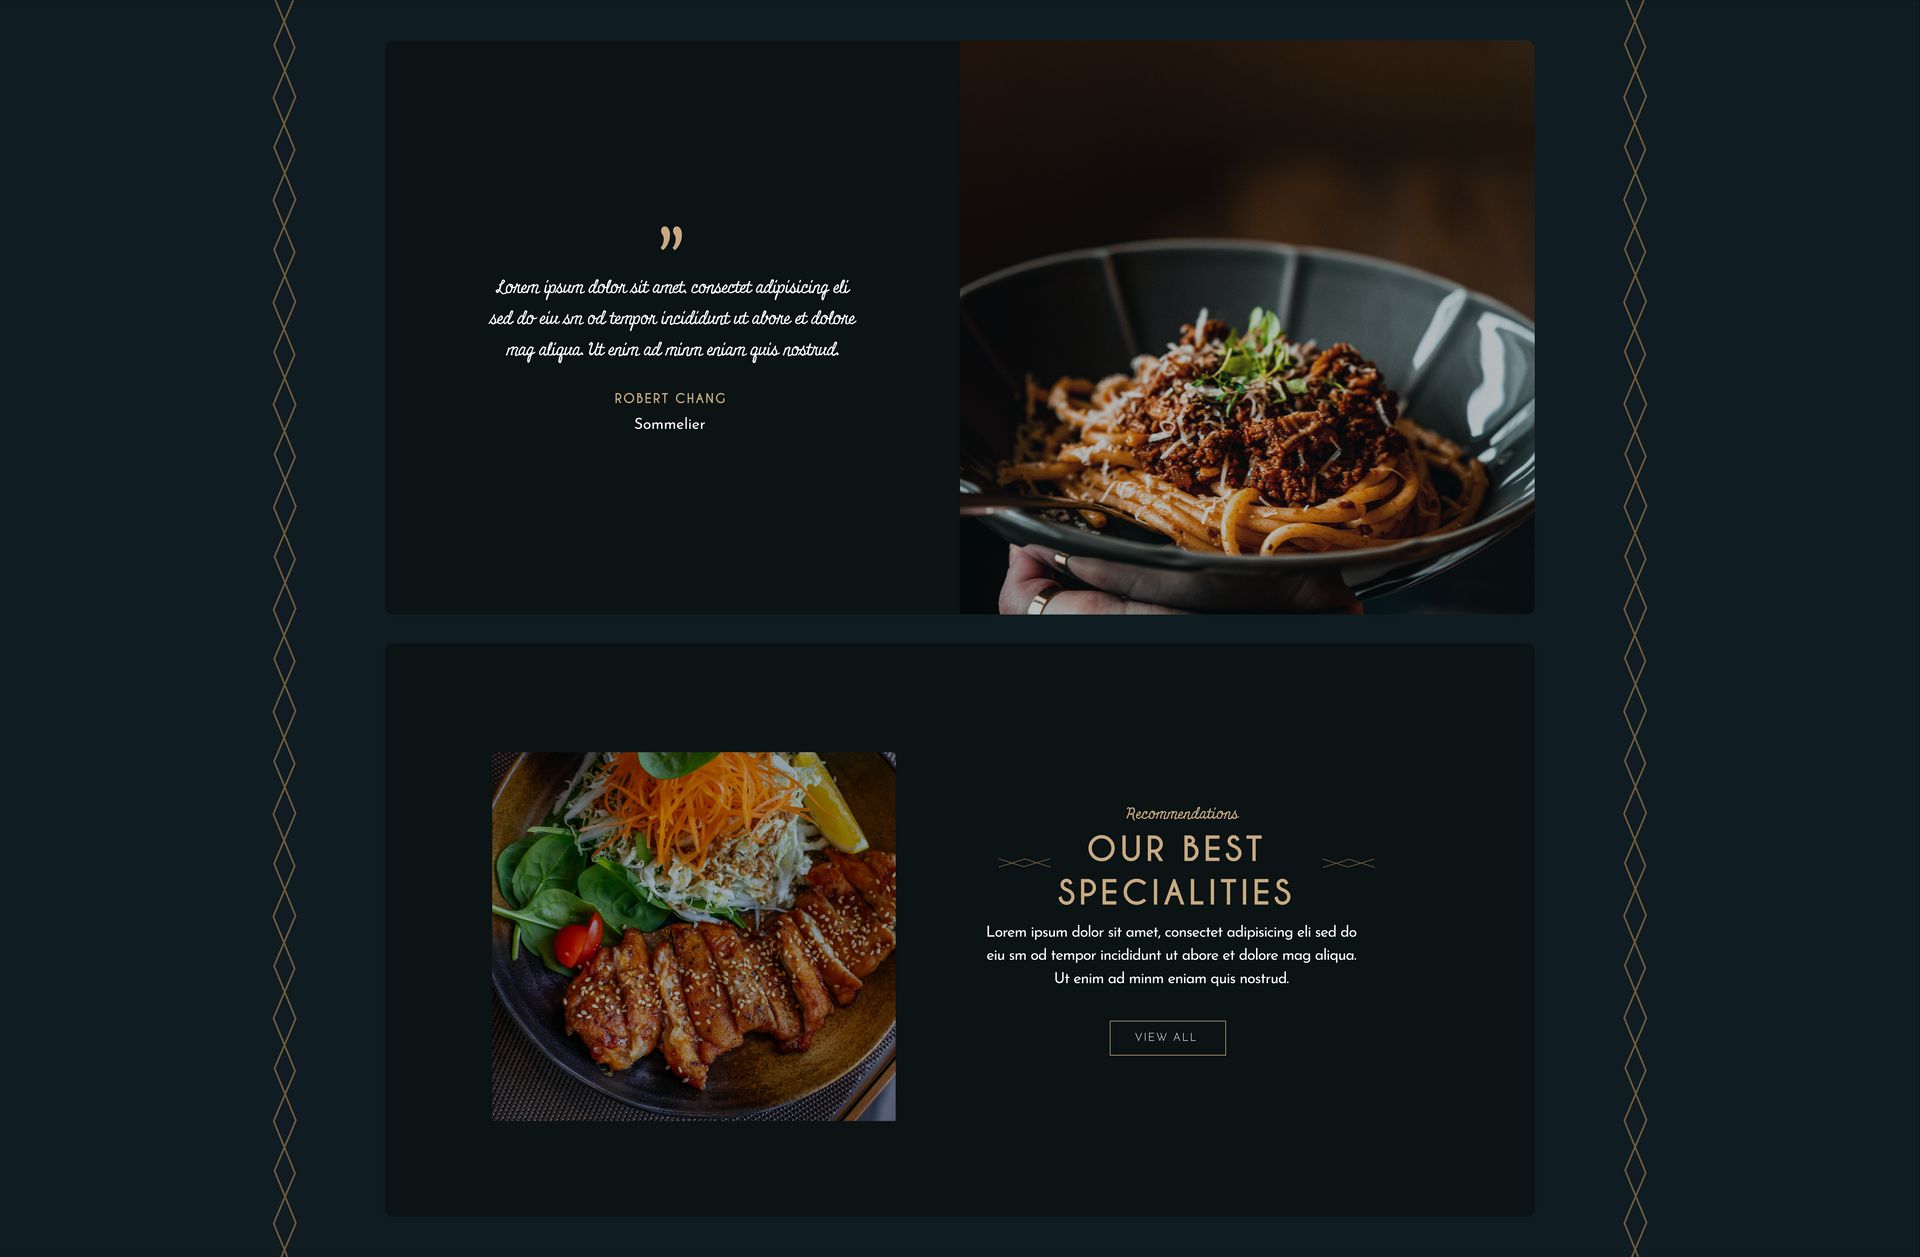 ”
Lorem ipsum dolor sit amet, consectet adipisicing eli
sed do eiu sm od tempor incididunt ut abore et dolore
mag aliqua. Ut enim ad minm eniam quis nostrud.
ROBERT CHANG
Sommelier
Recommendations
OUR BEST
SPECIALITIES
Lorem ipsum dolor sit amet, consectet adipisicing eli sed do
eiu sm od tempor incididunt ut abore et dolore mag aliqua.
Ut enim ad minm eniam quis nostrud.
VIEW ALL